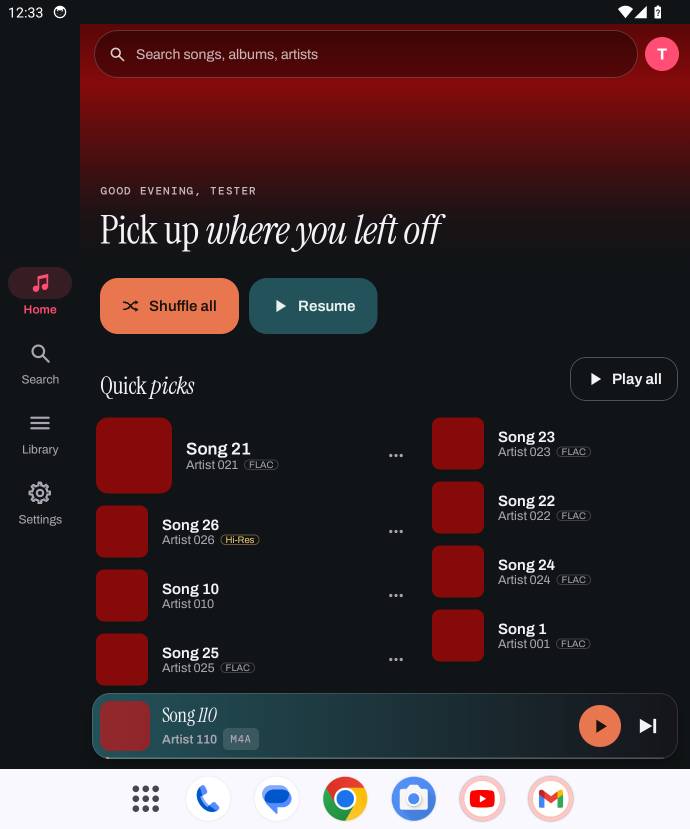 12:33
Search songs, albums, artists
T
GOOD EVENING, TESTER
Pick up where you left off
Shuffle all
Resume
Home
Search
Library
Settings
Quick picks
Play all
Song 21
Artist 021 FLAC
Song 26
Artist 026 Hi-Res
Song 10
Artist 010
Song 25
Artist 025 FLAC
Song 23
Artist 023 FLAC
Song 22
Artist 022 FLAC
Song 24
Artist 024 FLAC
Song 1
Artist 001 FLAC
Song 110
Artist 110 M4A